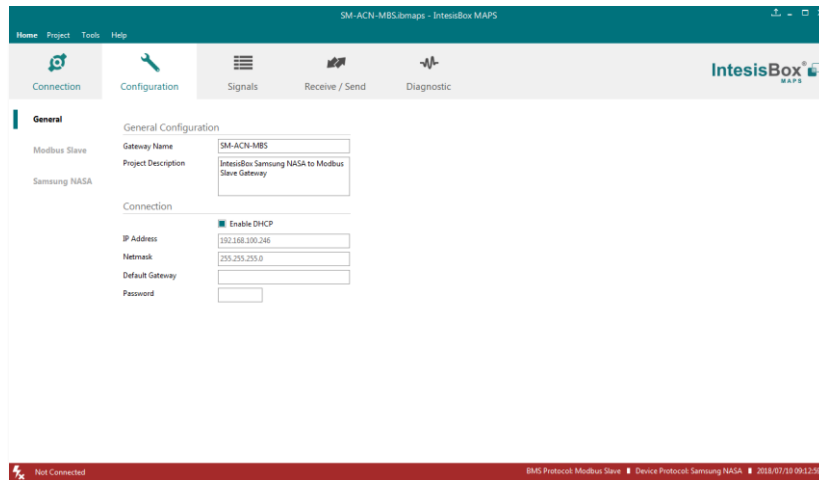 SM-ACN-MBS.ibmaps - IntesisBox MAPS
Home Project Tools Help
Connection Configuration Signals Receive / Send Diagnostic
IntesisBox®
MAPS
General
Modbus Slave
Samsung NASA
General Configuration
Gateway Name SM-ACN-MBS
Project Description IntesisBox Samsung NASA to Modbus
Slave Gateway
Connection
Enable DHCP
IP Address 192.168.100.246
Netmask 255.255.255.0
Default Gateway
Password
Not Connected BMS Protocol: Modbus Slave Device Protocol: Samsung NASA 2018/07/10 09:12:59